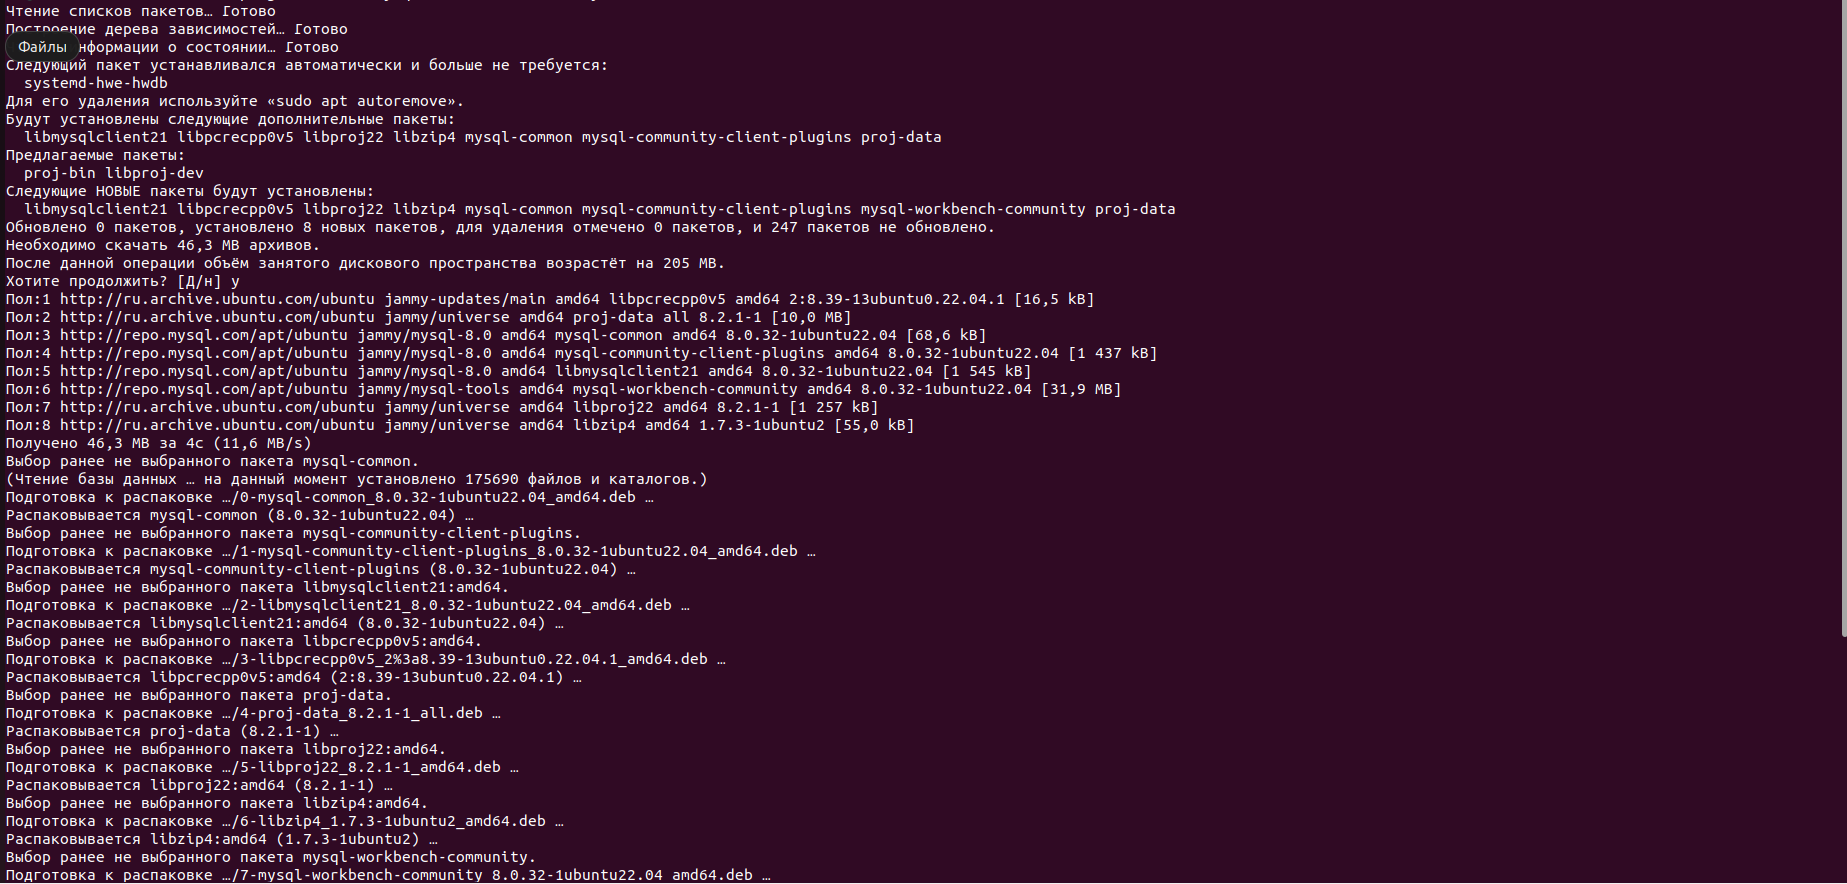 Чтение списков пакетов… Готово
Построение дерева зависимостей… Готово
Файлы нформации о состоянии… Готово
Следующий пакет устанавливался автоматически и больше не требуется:
  systemd-hwe-hwdb
Для его удаления используйте «sudo apt autoremove».
Будут установлены следующие дополнительные пакеты:
  libmysqlclient21 libpcrecpp0v5 libproj22 libzip4 mysql-common mysql-community-client-plugins proj-data
Предлагаемые пакеты:
  proj-bin libproj-dev
Следующие НОВЫЕ пакеты будут установлены:
  libmysqlclient21 libpcrecpp0v5 libproj22 libzip4 mysql-common mysql-community-client-plugins mysql-workbench-community proj-data
Обновлено 0 пакетов, установлено 8 новых пакетов, для удаления отмечено 0 пакетов, и 247 пакетов не обновлено.
Необходимо скачать 46,3 MB архивов.
После данной операции объём занятого дискового пространства возрастёт на 205 MB.
Хотите продолжить? [Д/н] y
Пол:1 http://ru.archive.ubuntu.com/ubuntu jammy-updates/main amd64 libpcrecpp0v5 amd64 2:8.39-13ubuntu0.22.04.1 [16,5 kB]
Пол:2 http://ru.archive.ubuntu.com/ubuntu jammy/universe amd64 proj-data all 8.2.1-1 [10,0 MB]
Пол:3 http://repo.mysql.com/apt/ubuntu jammy/mysql-8.0 amd64 mysql-common amd64 8.0.32-1ubuntu22.04 [68,6 kB]
Пол:4 http://repo.mysql.com/apt/ubuntu jammy/mysql-8.0 amd64 mysql-community-client-plugins amd64 8.0.32-1ubuntu22.04 [1 437 kB]
Пол:5 http://repo.mysql.com/apt/ubuntu jammy/mysql-8.0 amd64 libmysqlclient21 amd64 8.0.32-1ubuntu22.04 [1 545 kB]
Пол:6 http://repo.mysql.com/apt/ubuntu jammy/mysql-tools amd64 mysql-workbench-community amd64 8.0.32-1ubuntu22.04 [31,9 MB]
Пол:7 http://ru.archive.ubuntu.com/ubuntu jammy/universe amd64 libproj22 amd64 8.2.1-1 [1 257 kB]
Пол:8 http://ru.archive.ubuntu.com/ubuntu jammy/universe amd64 libzip4 amd64 1.7.3-1ubuntu2 [55,0 kB]
Получено 46,3 MB за 4с (11,6 MB/s)
Выбор ранее не выбранного пакета mysql-common.
(Чтение базы данных … на данный момент установлено 175690 файлов и каталогов.)
Подготовка к распаковке …/0-mysql-common_8.0.32-1ubuntu22.04_amd64.deb …
Распаковывается mysql-common (8.0.32-1ubuntu22.04) …
Выбор ранее не выбранного пакета mysql-community-client-plugins.
Подготовка к распаковке …/1-mysql-community-client-plugins_8.0.32-1ubuntu22.04_amd64.deb …
Распаковывается mysql-community-client-plugins (8.0.32-1ubuntu22.04) …
Выбор ранее не выбранного пакета libmysqlclient21:amd64.
Подготовка к распаковке …/2-libmysqlclient21_8.0.32-1ubuntu22.04_amd64.deb …
Распаковывается libmysqlclient21:amd64 (8.0.32-1ubuntu22.04) …
Выбор ранее не выбранного пакета libpcrecpp0v5:amd64.
Подготовка к распаковке …/3-libpcrecpp0v5_2%3a8.39-13ubuntu0.22.04.1_amd64.deb …
Распаковывается libpcrecpp0v5:amd64 (2:8.39-13ubuntu0.22.04.1) …
Выбор ранее не выбранного пакета proj-data.
Подготовка к распаковке …/4-proj-data_8.2.1-1_all.deb …
Распаковывается proj-data (8.2.1-1) …
Выбор ранее не выбранного пакета libproj22:amd64.
Подготовка к распаковке …/5-libproj22_8.2.1-1_amd64.deb …
Распаковывается libproj22:amd64 (8.2.1-1) …
Выбор ранее не выбранного пакета libzip4:amd64.
Подготовка к распаковке …/6-libzip4_1.7.3-1ubuntu2_amd64.deb …
Распаковывается libzip4:amd64 (1.7.3-1ubuntu2) …
Выбор ранее не выбранного пакета mysql-workbench-community.
Подготовка к распаковке …/7-mysql-workbench-community_8.0.32-1ubuntu22.04_amd64.deb …